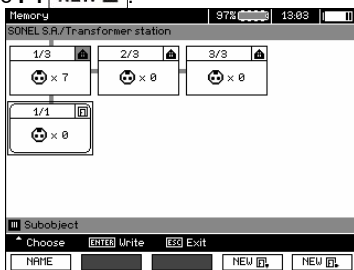 NEW
Memory 97% 13:03
SONEL S.A./Transformer station
1/3 2/3 3/3
× 7 × 0 × 0
1/1
× 0
Subobject
Choose ENTER Write ESC Exit
NAME NEW NEW